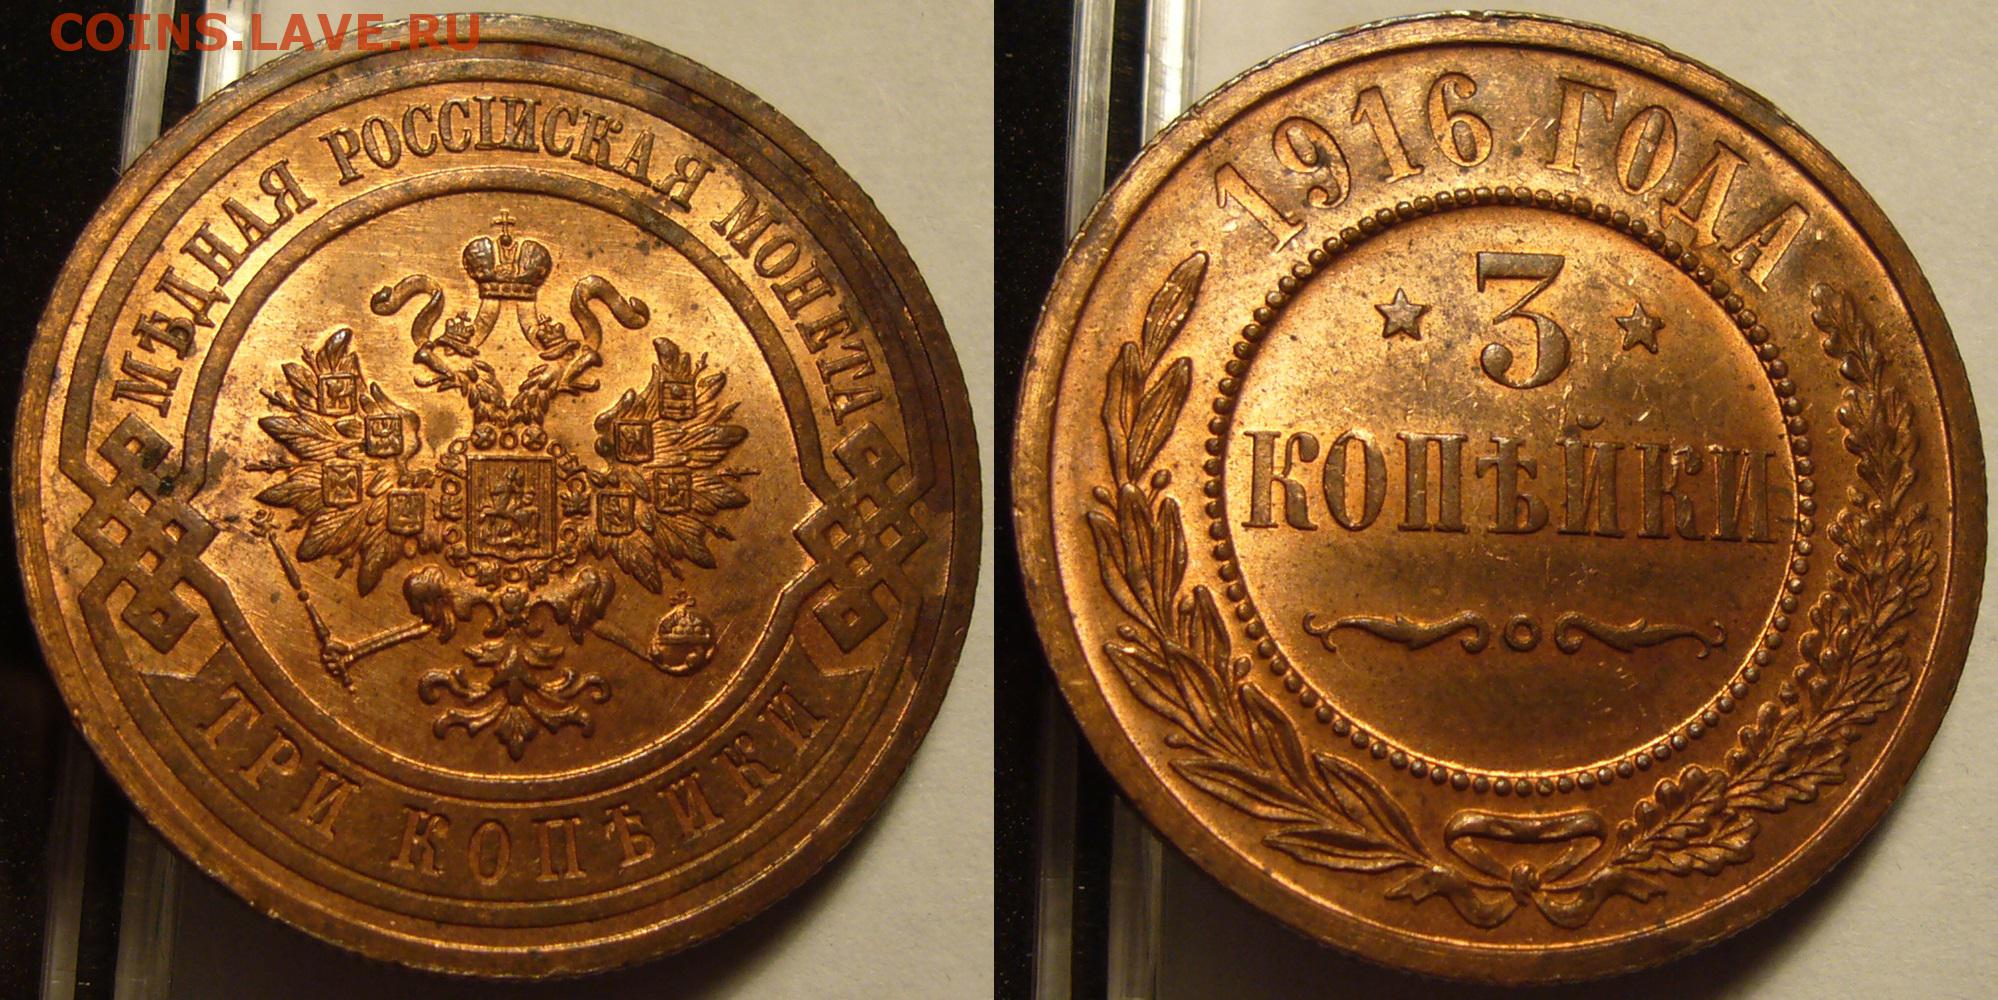 COINS.LAVE.RU
МѢДНАЯ РОССІЙСКАЯ МОНЕТА
ТРИ КОПѢЙКИ
1916 ГОДА
3
КОПѢЙКИ